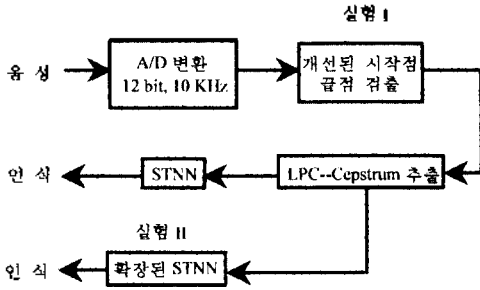 실험 I
음 성
A/D 변환
12 bit, 10 KHz
개선된 시작점
끝점 검출
인 식
STNN
LPC--Cepstrum 추출
실험 II
인 식
확장된 STNN